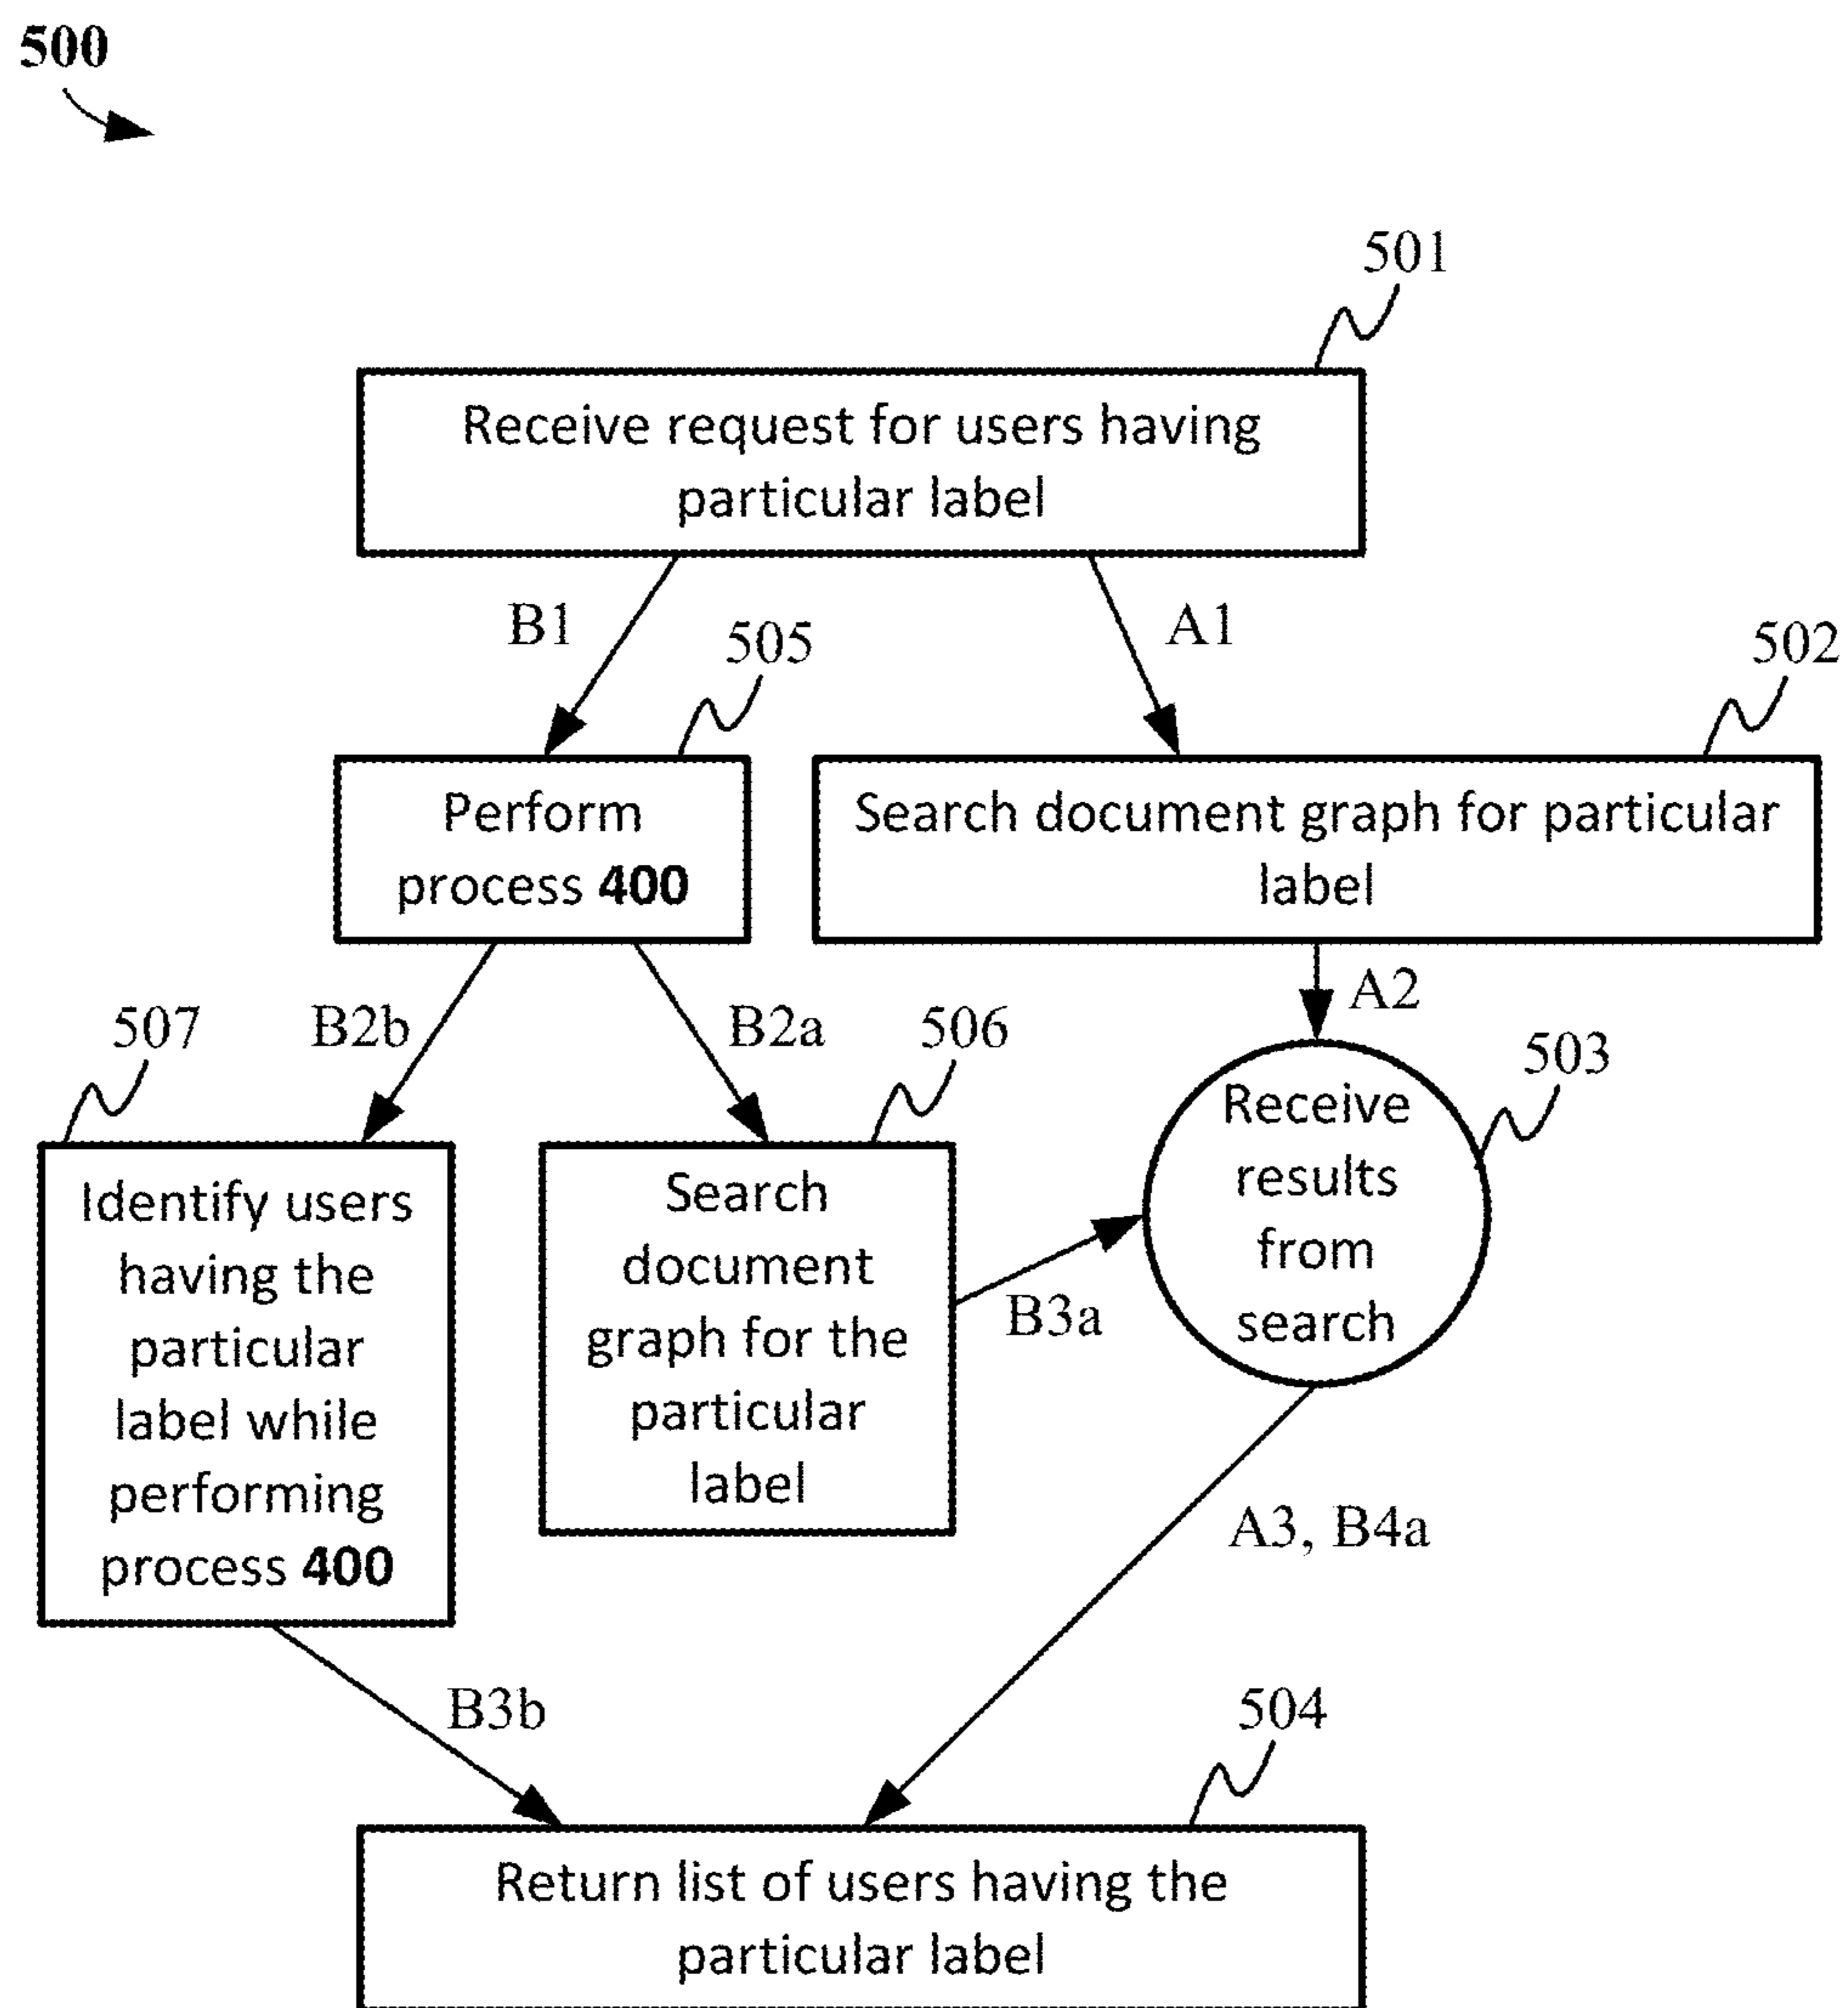 500
501
Receive request for users having
particular label
B1
A1
505
502
Perform
process 400
Search document graph for particular
label
A2
507
B2b
B2a
506
503
Identify users
having the
particular
label while
performing
process 400
Search
document
graph for the
particular
label
Receive
results
from
search
B3a
A3, B4a
B3b
504
Return list of users having the
particular label